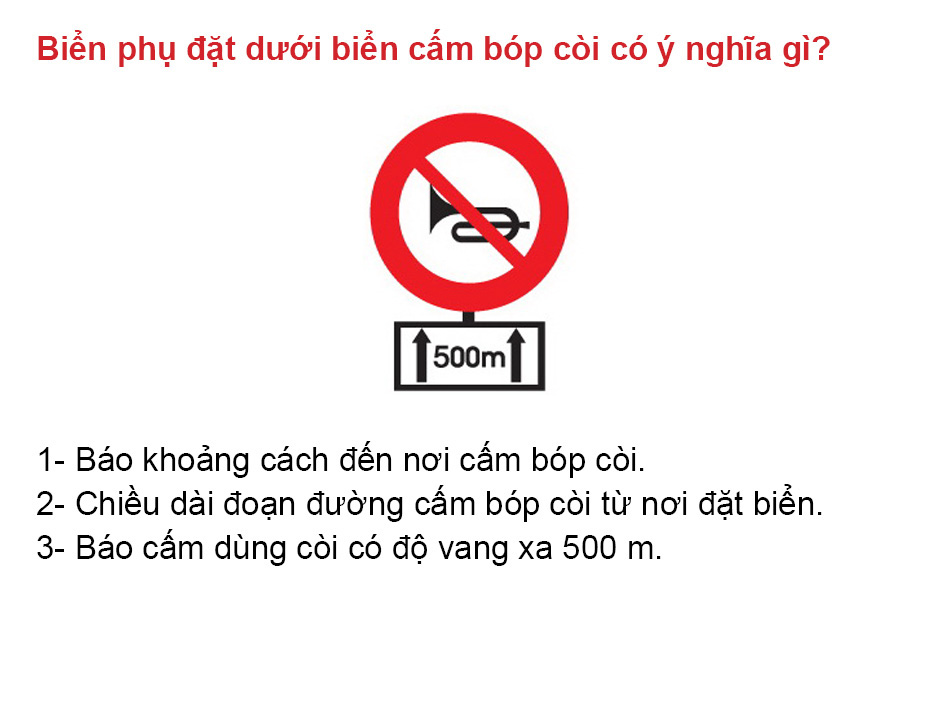 Biển phụ đặt dưới biển cấm bóp còi có ý nghĩa gì?
500m
1- Báo khoảng cách đến nơi cấm bóp còi.
2- Chiều dài đoạn đường cấm bóp còi từ nơi đặt biển.
3- Báo cấm dùng còi có độ vang xa 500 m.